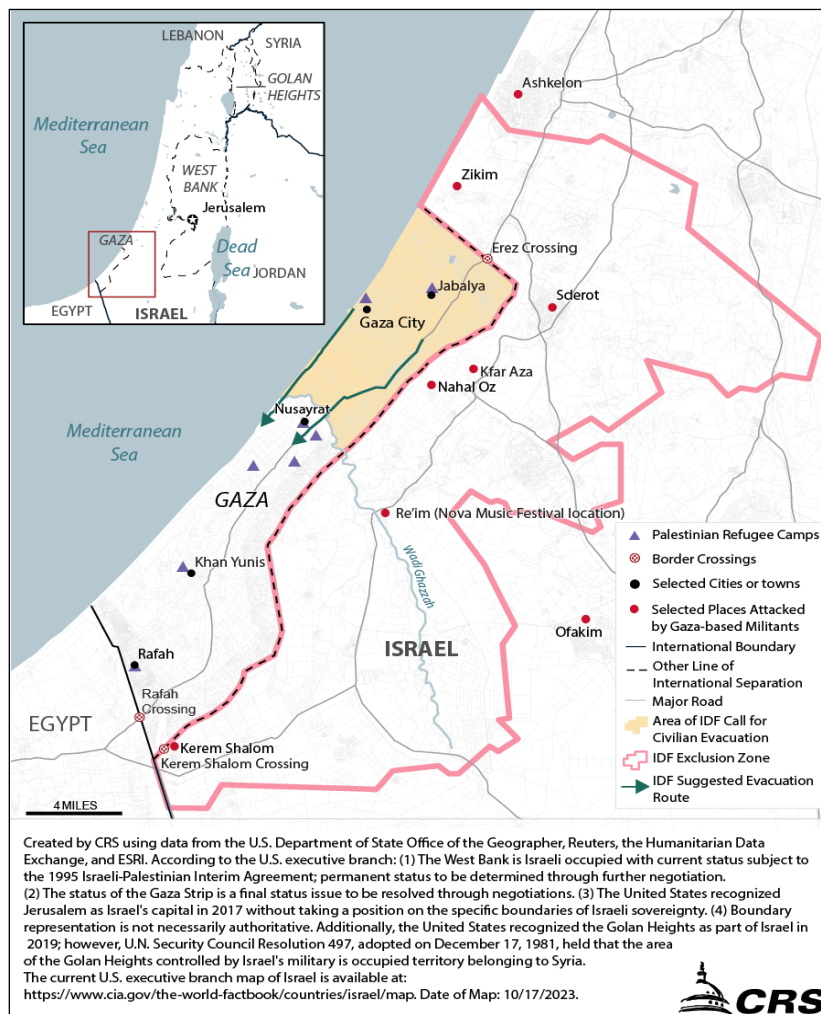 LEBANON
SYRIA
GOLAN
HEIGHTS
Mediterranean
Sea
WEST
BANK
Jerusalem
GAZA
Dead
Sea
JORDAN
EGYPT
ISRAEL
Ashkelon
Zikim
Erez Crossing
Jabalya
Sderot
Gaza City
Kfar Aza
Nahal Oz
Nusayrat
Mediterranean
Sea
GAZA
Re'im (Nova Music Festival location)
Khan Yunis
Wadi Ghazzah
Ofakim
Rafah
ISRAEL
Rafah
Crossing
EGYPT
Kerem Shalom
Kerem Shalom Crossing
4 MILES
Palestinian Refugee Camps
Border Crossings
Selected Cities or towns
Selected Places Attacked
by Gaza-based Militants
International Boundary
Other Line of
International Separation
Major Road
Area of IDF Call for
Civilian Evacuation
IDF Exclusion Zone
IDF Suggested Evacuation
Route
Created by CRS using data from the U.S. Department of State Office of the Geographer, Reuters, the Humanitarian Data
Exchange, and ESRI. According to the U.S. executive branch: (1) The West Bank is Israeli occupied with current status subject to
the 1995 Israeli-Palestinian Interim Agreement; permanent status to be determined through further negotiation.
(2) The status of the Gaza Strip is a final status issue to be resolved through negotiations. (3) The United States recognized
Jerusalem as Israel's capital in 2017 without taking a position on the specific boundaries of Israeli sovereignty. (4) Boundary
representation is not necessarily authoritative. Additionally, the United States recognized the Golan Heights as part of Israel in
2019; however, U.N. Security Council Resolution 497, adopted on December 17, 1981, held that the area
of the Golan Heights controlled by Israel's military is occupied territory belonging to Syria.
The current U.S. executive branch map of Israel is available at:
https://www.cia.gov/the-world-factbook/countries/israel/map. Date of Map: 10/17/2023.
CRS